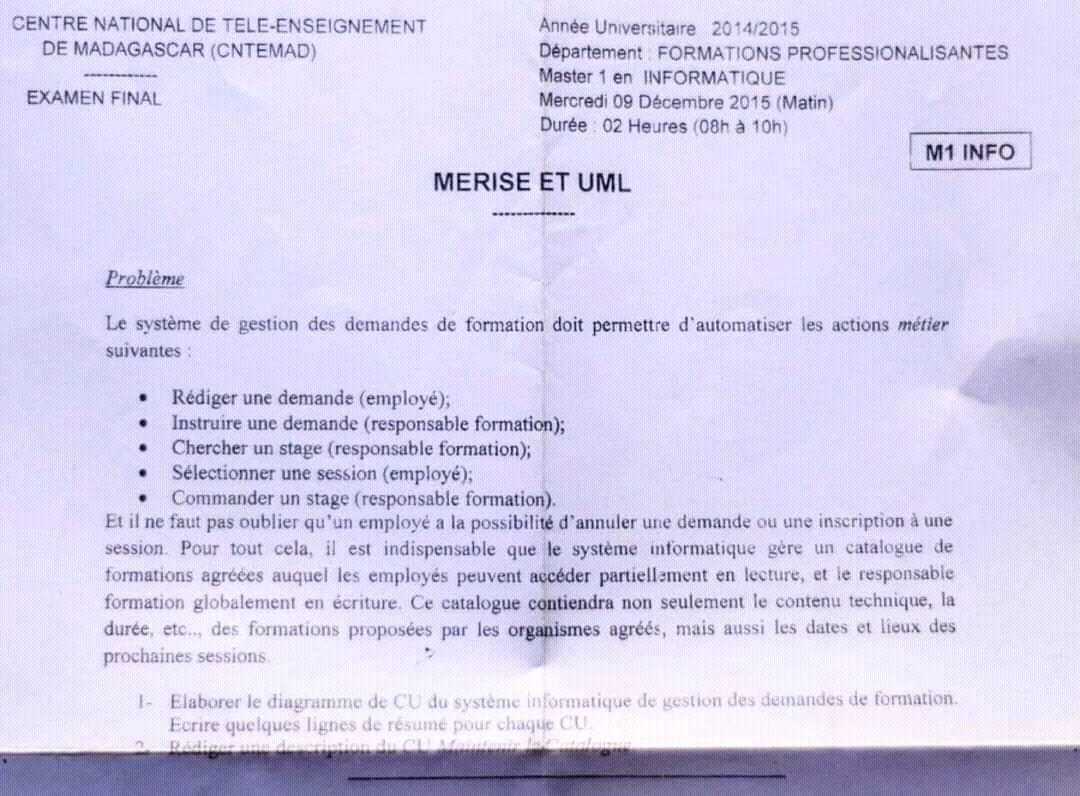 CENTRE NATIONAL DE TELE-ENSEIGNEMENT
DE MADAGASCAR (CNTEMAD)
-------------
EXAMEN FINAL
Année Universitaire 2014/2015
Département : FORMATIONS PROFESSIONALISANTES
Master 1 en INFORMATIQUE
Mercredi 09 Décembre 2015 (Matin)
Durée : 02 Heures (08h à 10h)
M1 INFO
MERISE ET UML
--------------
Problème
Le système de gestion des demandes de formation doit permettre d'automatiser les actions métier
suivantes :
• Rédiger une demande (employé);
• Instruire une demande (responsable formation);
• Chercher un stage (responsable formation);
• Sélectionner une session (employé);
• Commander un stage (responsable formation).
Et il ne faut pas oublier qu'un employé a la possibilité d'annuler une demande ou une inscription à une
session. Pour tout cela, il est indispensable que le système informatique gère un catalogue de
formations agréées auquel les employés peuvent accéder partiellement en lecture, et le responsable
formation globalement en écriture. Ce catalogue contiendra non seulement le contenu technique, la
durée, etc.., des formations proposées par les organismes agréés, mais aussi les dates et lieux des
prochaines sessions.
1- Elaborer le diagramme de CU du système informatique de gestion des demandes de formation.
Ecrire quelques lignes de résumé pour chaque CU.
2. Rédiger une description du CU Maintenir le Catalogue.